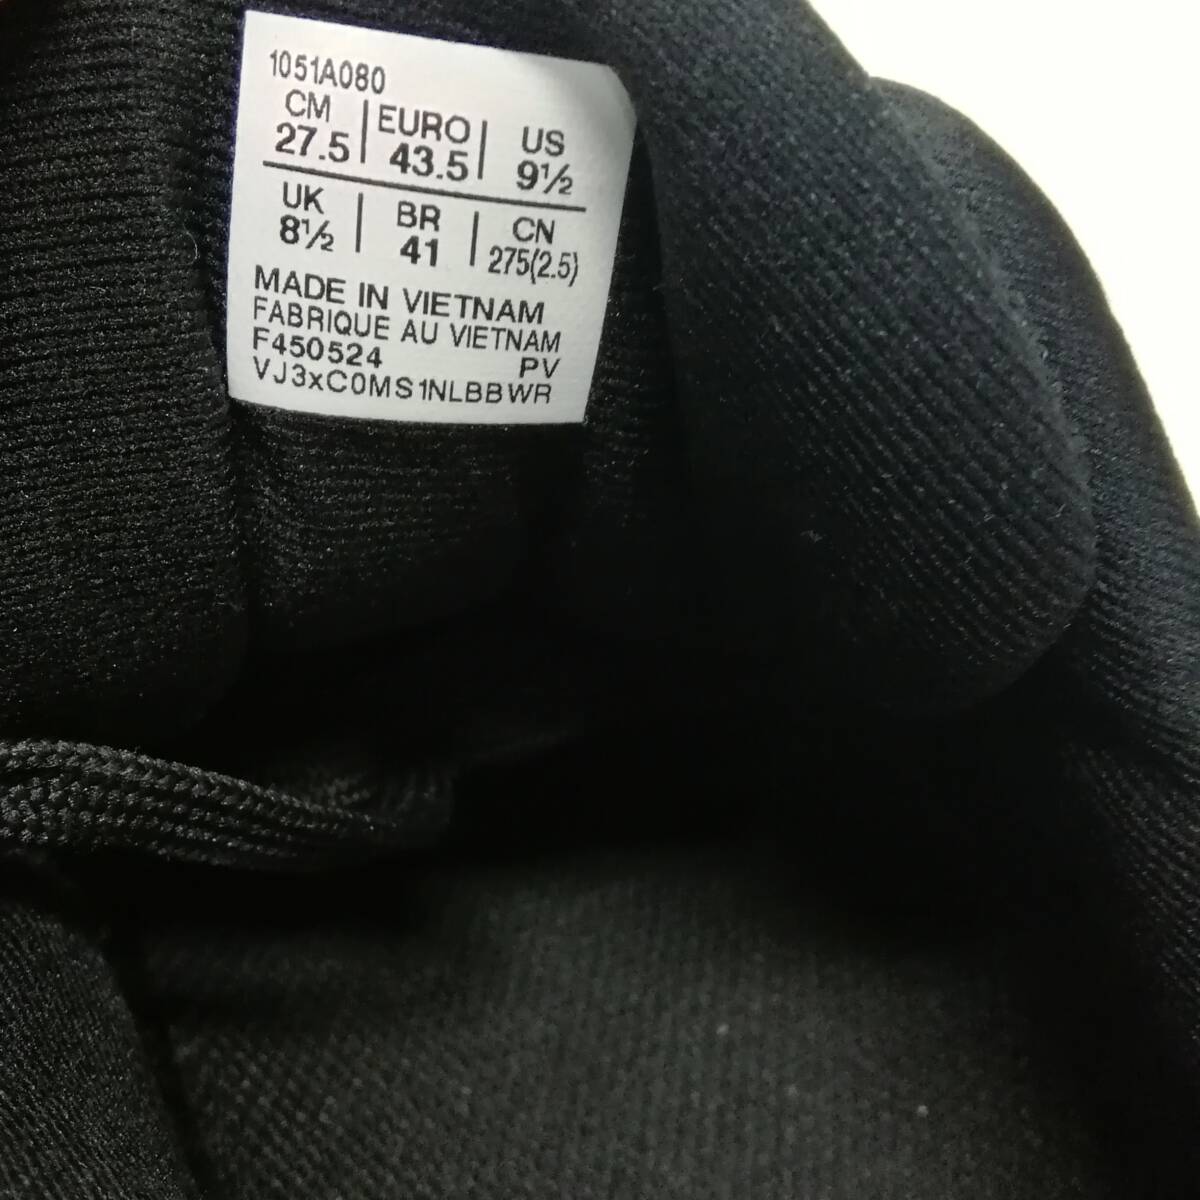 1051A080
CM | EURO | US
27.5 | 43.5 | 9½
UK | BR | CN
8½ | 41 | 275(2.5)
MADE IN VIETNAM
FABRIQUE AU VIETNAM
F450524 PV
VJ3xC0MS1NLBBWR